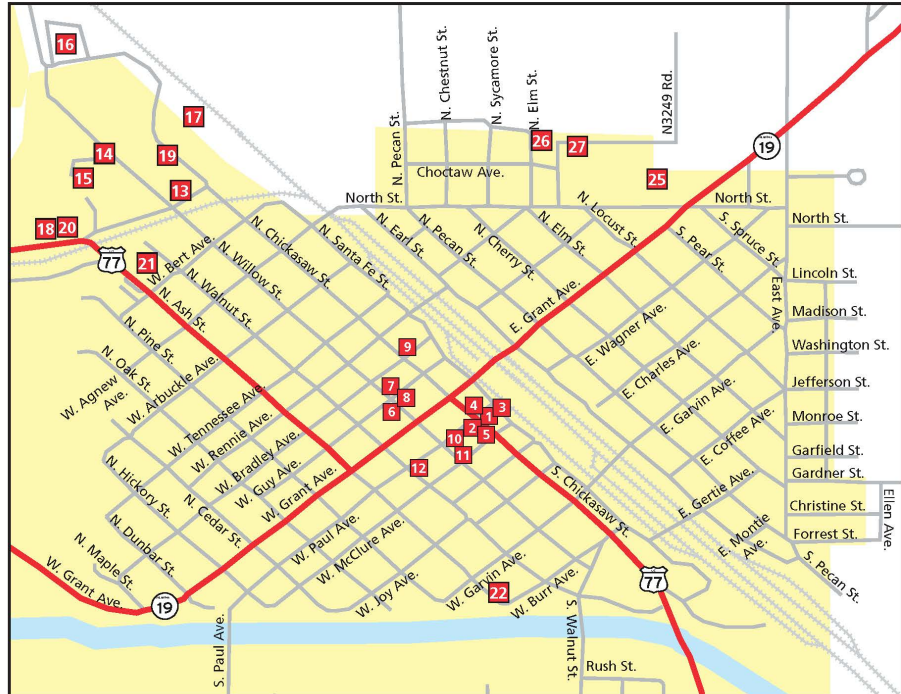 16
17
14
19
15
13
18
20
77
21
N. Pecan St.
N. Chestnut St.
N. Sycamore St.
N. Elm St.
N3249 Rd.
26
27
Choctaw Ave.
25
19
North St.
North St.
North St.
W. Bert Ave.
N. Chickasaw St.
N. Santa Fe St.
N. Willow St.
N. Walnut St.
N. Ash St.
N. Pine St.
N. Oak St.
W. Agnew
Ave.
W. Arbuckle Ave.
N. Earl St.
N. Pecan St.
N. Cherry St.
N. Elm St.
N. Locust St.
S. Pear St.
S. Spruce St.
E. Grant Ave.
East Ave.
Lincoln St.
Madison St.
Washington St.
Jefferson St.
Monroe St.
Garfield St.
Gardner St.
Christine St.
Forrest St.
Ellen Ave.
E. Wagner Ave.
E. Charles Ave.
E. Garvin Ave.
E. Coffee Ave.
E. Gertie Ave.
E. Montie
Ave.
S. Pecan St.
9
7
8
6
4
3
1
2
5
10
11
12
W. Tennessee Ave.
W. Rennie Ave.
W. Bradley Ave.
W. Guy Ave.
W. Grant Ave.
N. Hickory St.
N. Cedar St.
N. Dunbar St.
N. Maple St.
W. Grant Ave.
19
W. Paul Ave.
W. McClure Ave.
W. Joy Ave.
W. Garvin Ave.
W. Burr Ave.
22
S. Chickasaw St.
77
S. Paul Ave.
S. Walnut St.
Rush St.